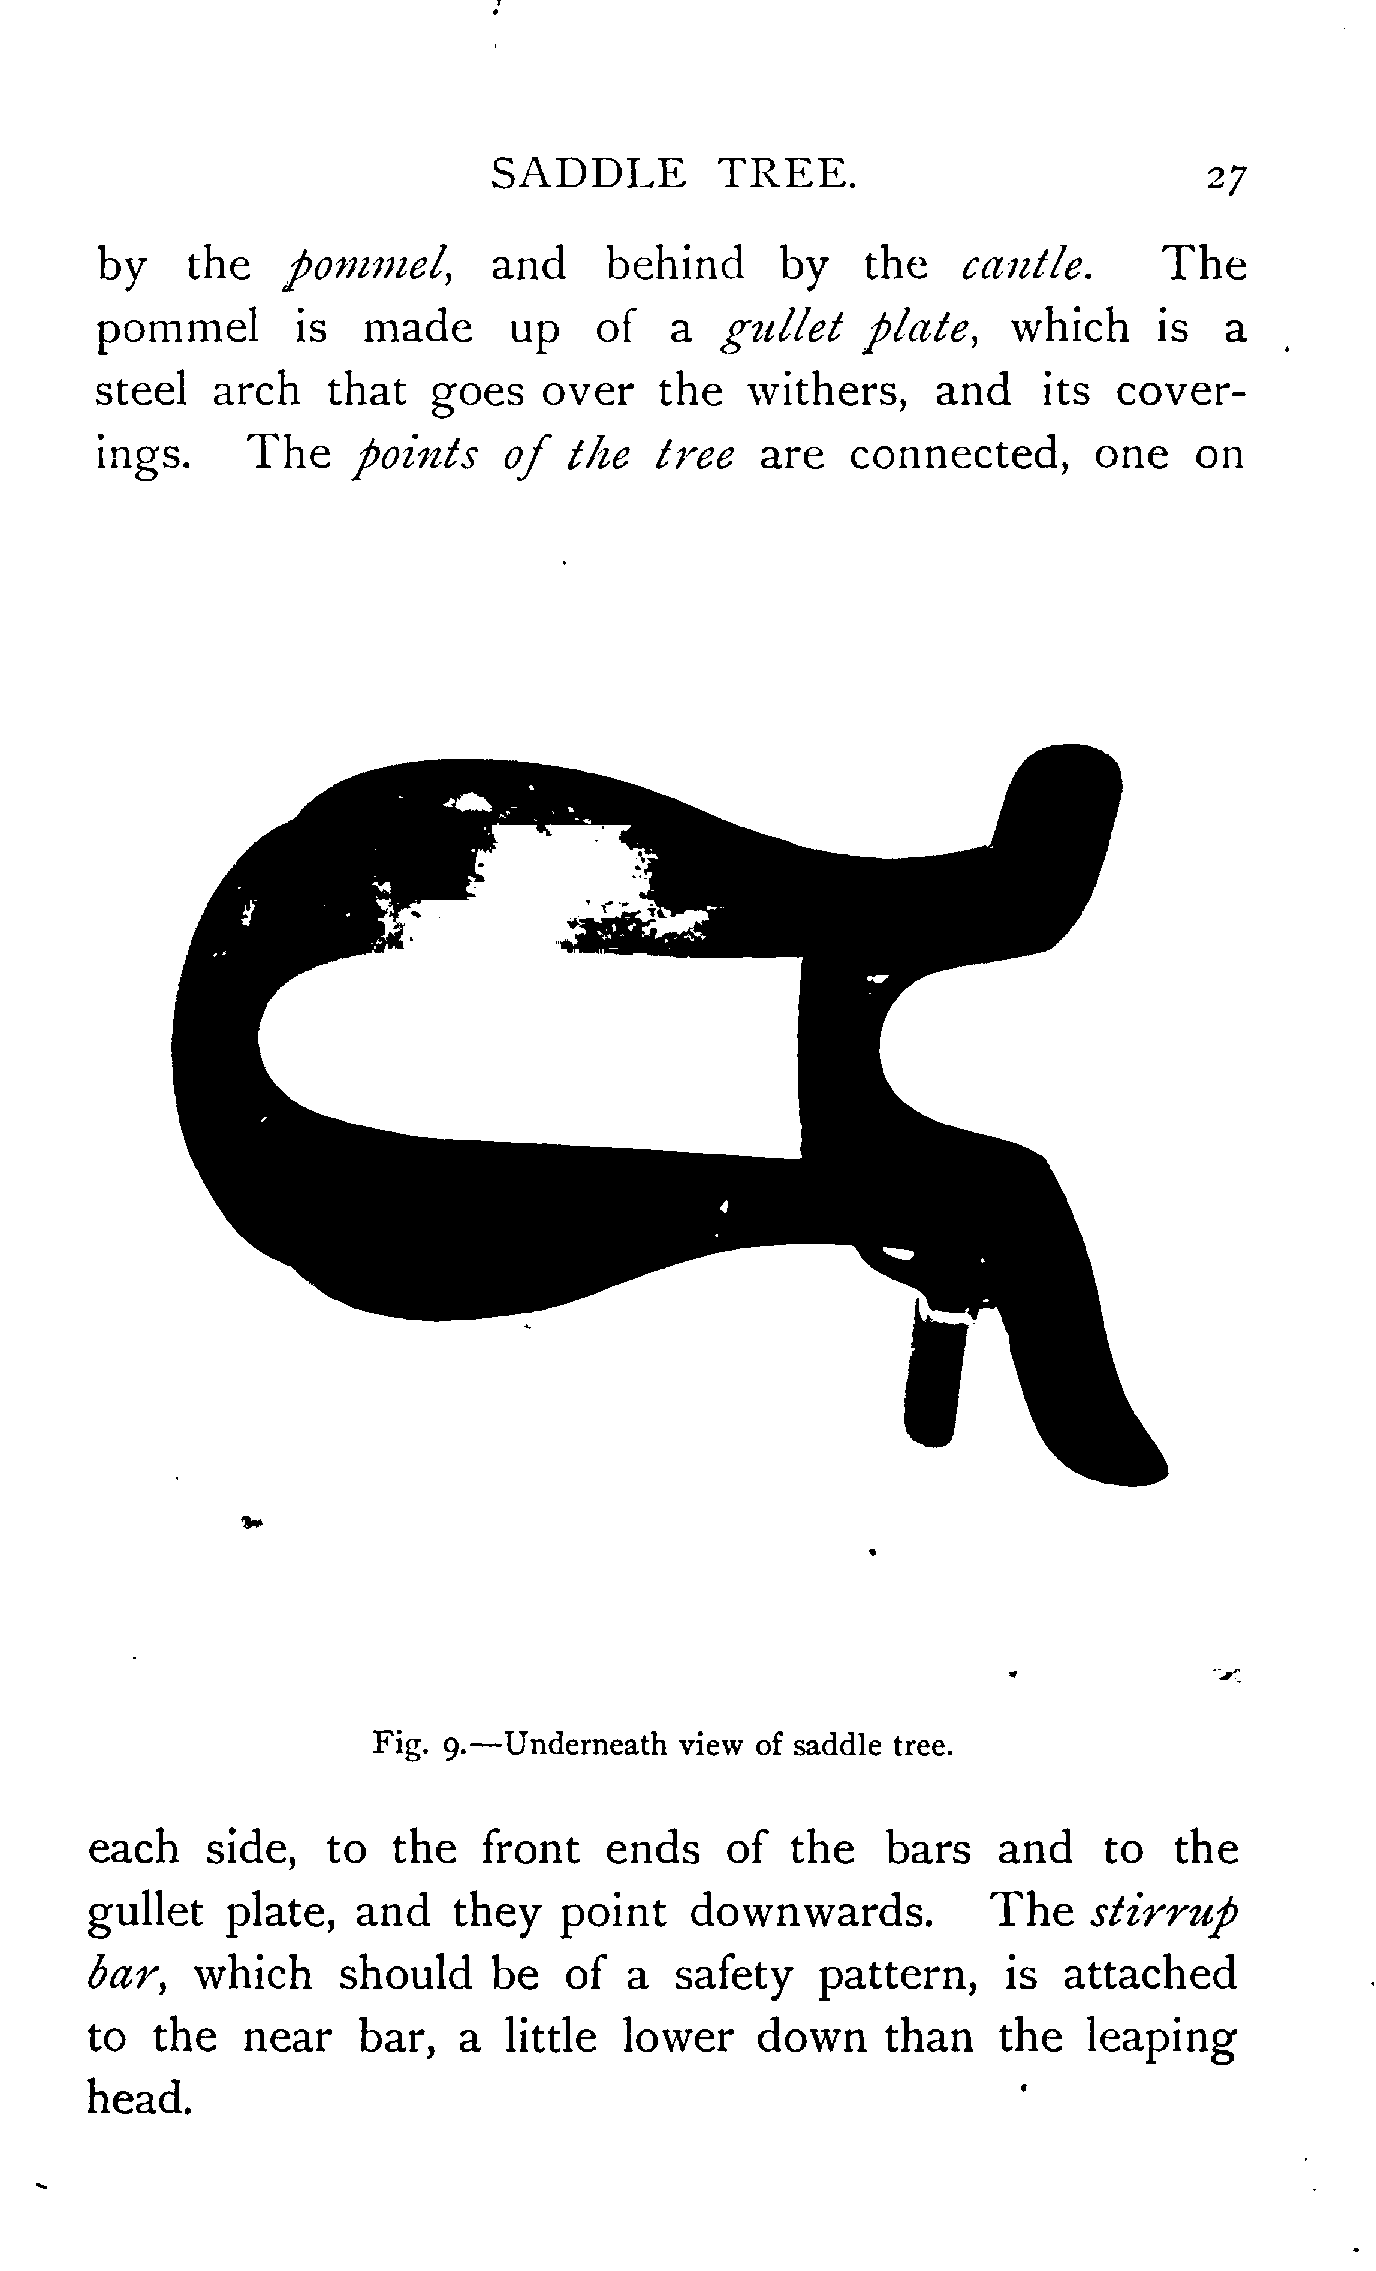 SADDLE TREE. 27
by the pommel, and behind by the cantle. The
pommel is made up of a gullet plate, which is a
steel arch that goes over the withers, and its cover-
ings. The points of the tree are connected, one on
Fig. 9.—Underneath view of saddle tree.
each side, to the front ends of the bars and to the
gullet plate, and they point downwards. The stirrup
bar, which should be of a safety pattern, is attached
to the near bar, a little lower down than the leaping
head.